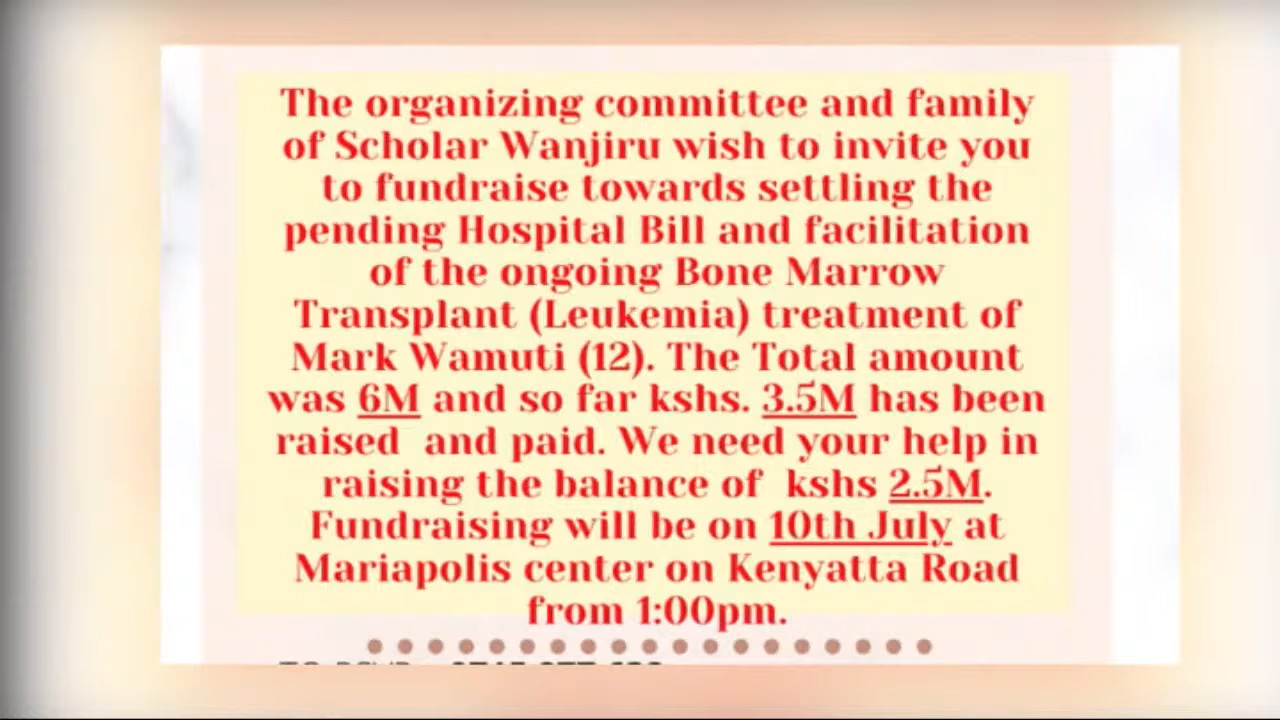 The organizing committee and family
of Scholar Wanjiru wish to invite you
to fundraise towards settling the
pending Hospital Bill and facilitation
of the ongoing Bone Marrow
Transplant (Leukemia) treatment of
Mark Wamuti (12). The Total amount
was 6M and so far kshs. 3.5M has been
raised and paid. We need your help in
raising the balance of kshs 2.5M.
Fundraising will be on 10th July at
Mariapolis center on Kenyatta Road
from 1:00pm.